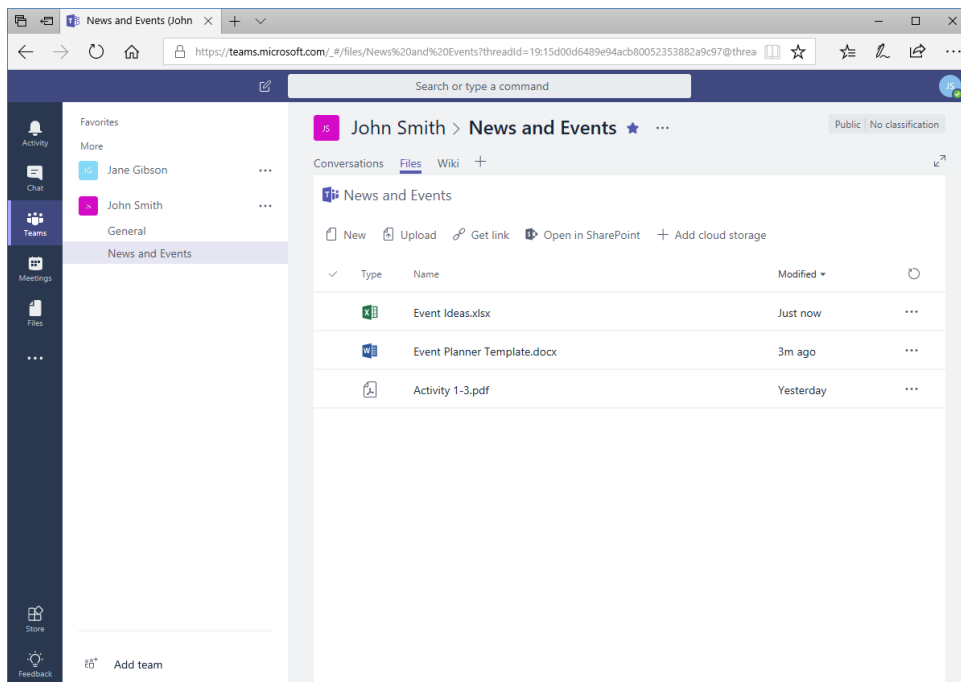 News and Events (John
https://teams.microsoft.com/_#/files/News%20and%20Events?threadId=19:15d00d6489e94acb80052353882a9c97@threa
Search or type a command
JS
Activity
Chat
Teams
Meetings
Files
Store
Feedback
Favorites
More
JG Jane Gibson
JS John Smith
General
News and Events
Add team
JS John Smith > News and Events
Public No classification
Conversations Files Wiki
News and Events
New Upload Get link Open in SharePoint Add cloud storage
Type Name Modified
Event Ideas.xlsx Just now
Event Planner Template.docx 3m ago
Activity 1-3.pdf Yesterday